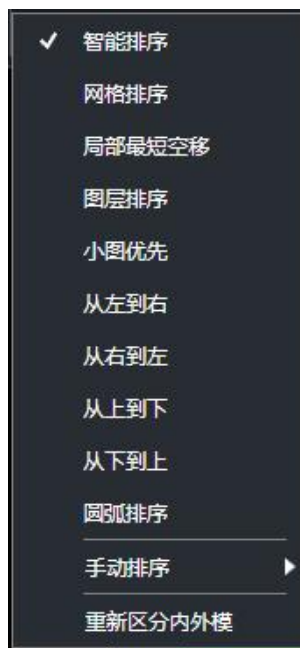 智能排序
网格排序
局部最短空移
图层排序
小图优先
从左到右
从右到左
从上到下
从下到上
圆弧排序
手动排序
重新区分内外模